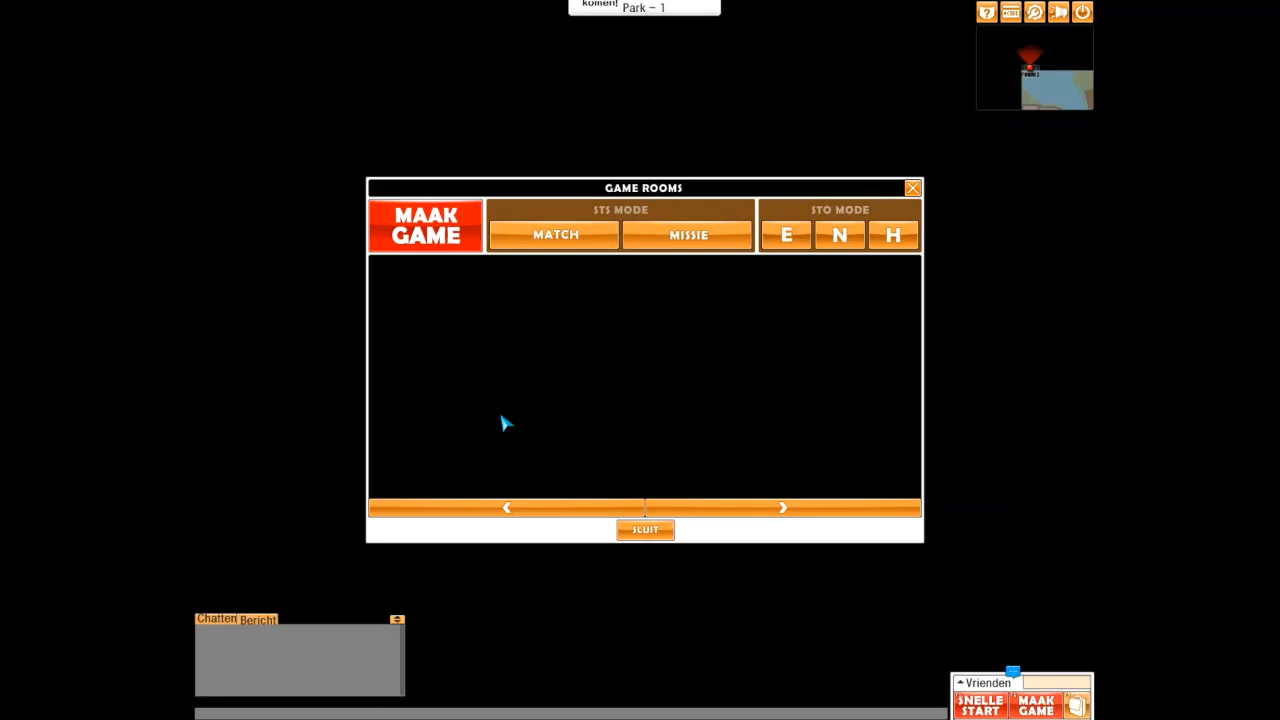 komen!
Park – 1
GAME ROOMS
MAAK
GAME
STS MODE
MATCH
MISSIE
STO MODE
E
N
H
SLUIT
Chatten
Bericht
Vrienden
SNELLE
START
MAAK
GAME